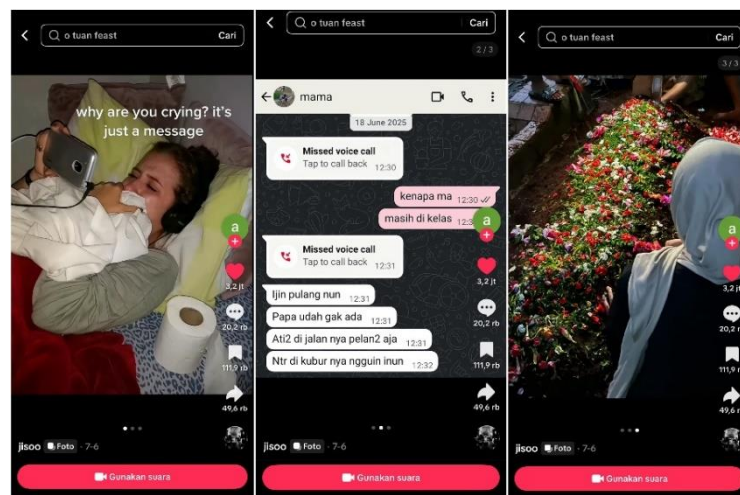 o tuan feast
Cari
why are you crying? it's
just a message
a
3,2 jt
20,2 rb
111,9 rb
49,6 rb
jisoo Foto · 7-6
Gunakan suara
o tuan feast
Cari
2/3
mama
18 June 2025
Missed voice call
Tap to call back 12:30
kenapa ma 12:30
masih di kelas
Missed voice call
Tap to call back 12:31
Ijin pulang nun 12:31
Papa udah gak ada 12:31
Ati2 di jalan nya pelan2 aja 12:31
Ntr di kubur nya ngguin inun 12:32
a
3,2 jt
20,2 rb
111,9 rb
49,6 rb
jisoo Foto · 7-6
Gunakan suara
o tuan feast
Cari
3/3
a
3,2 jt
20,2 rb
111,9 rb
49,6 rb
jisoo Foto · 7-6
Gunakan suara